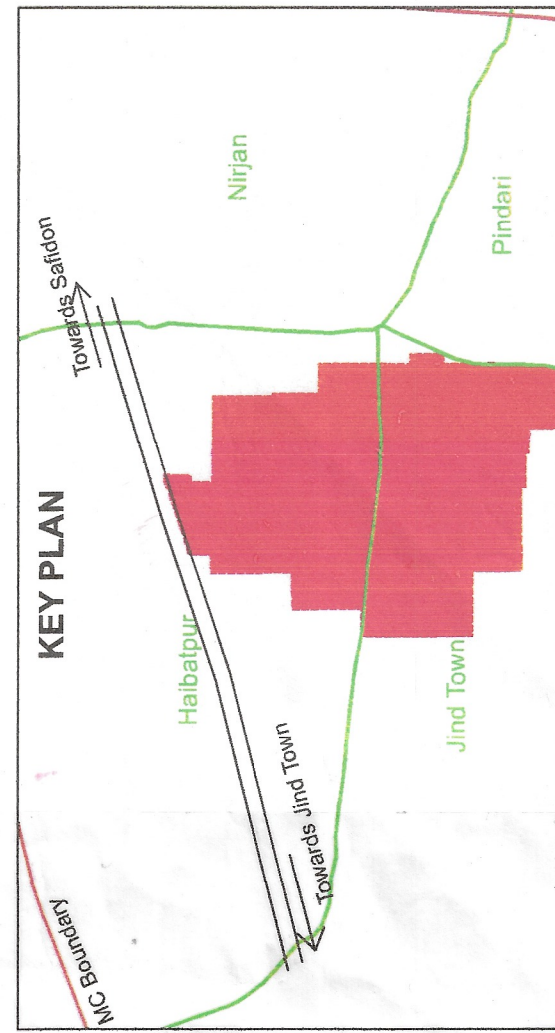 KEY PLAN
MC Boundary
Towards Safidon
Nirjan
Haibatpur
Towards Jind Town
Jind Town
Pindari